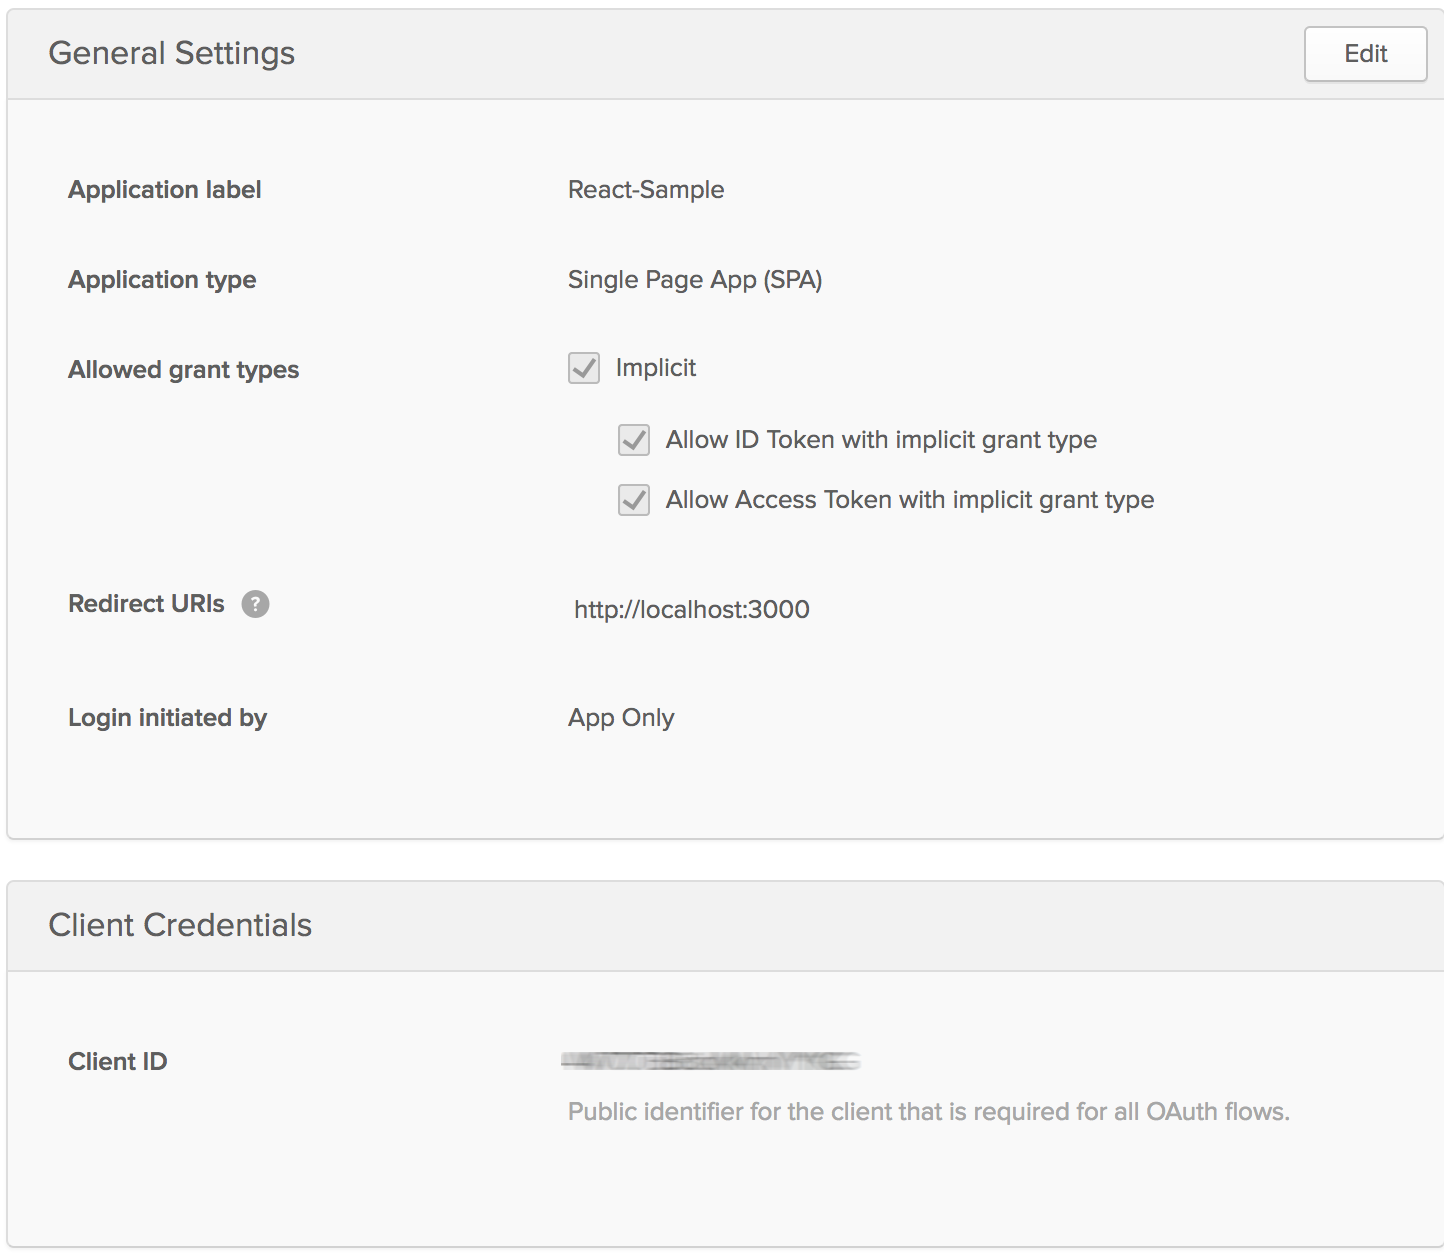 General Settings
Edit
Application label
React-Sample
Application type
Single Page App (SPA)
Allowed grant types
Implicit
Allow ID Token with implicit grant type
Allow Access Token with implicit grant type
Redirect URIs ?
http://localhost:3000
Login initiated by
App Only
Client Credentials
Client ID
Public identifier for the client that is required for all OAuth flows.